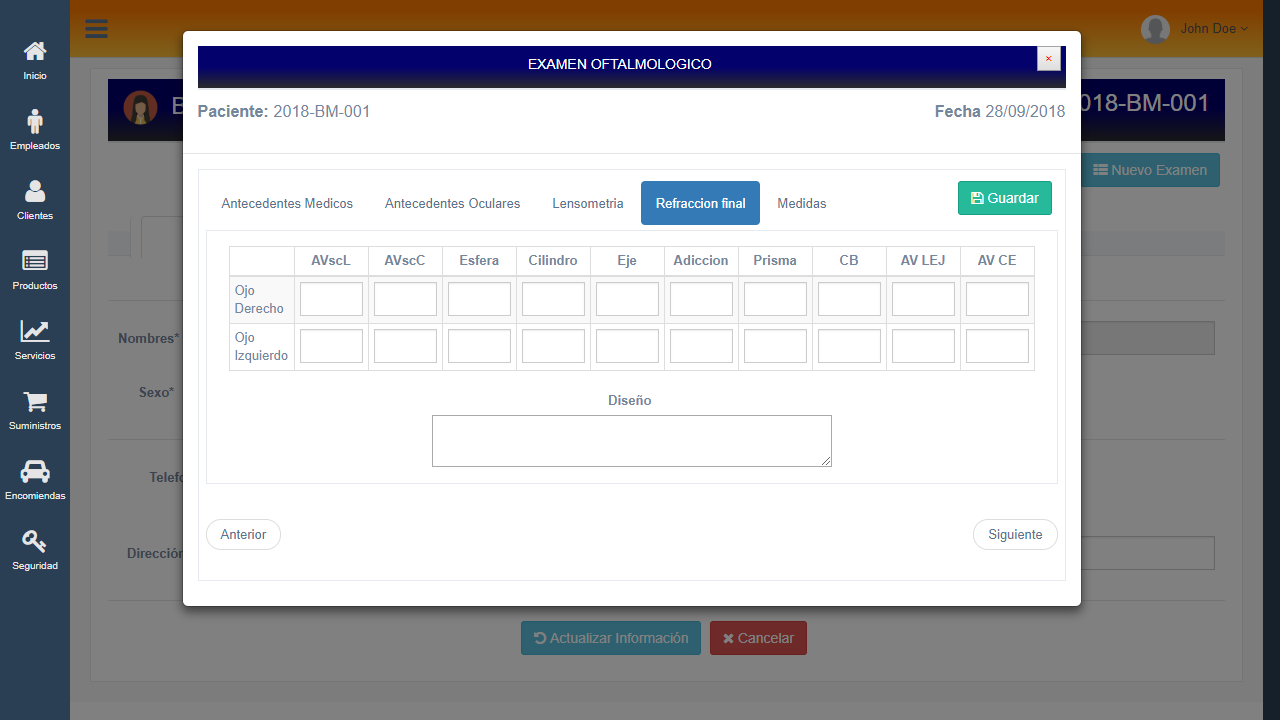 Inicio
Empleados
Clientes
Productos
Servicios
Suministros
Encomiendas
Seguridad
John Doe
EXAMEN OFTALMOLOGICO
×
018-BM-001
Paciente: 2018-BM-001
Fecha 28/09/2018
Nuevo Examen
Antecedentes Medicos
Antecedentes Oculares
Lensometria
Refraccion final
Medidas
Guardar
AVscL AVscC Esfera Cilindro Eje Adiccion Prisma CB AV LEJ AV CE
Ojo
Derecho
Ojo
Izquierdo
Diseño
Anterior
Siguiente
Nombres*
Sexo*
Telefo
Dirección
Actualizar Información
Cancelar